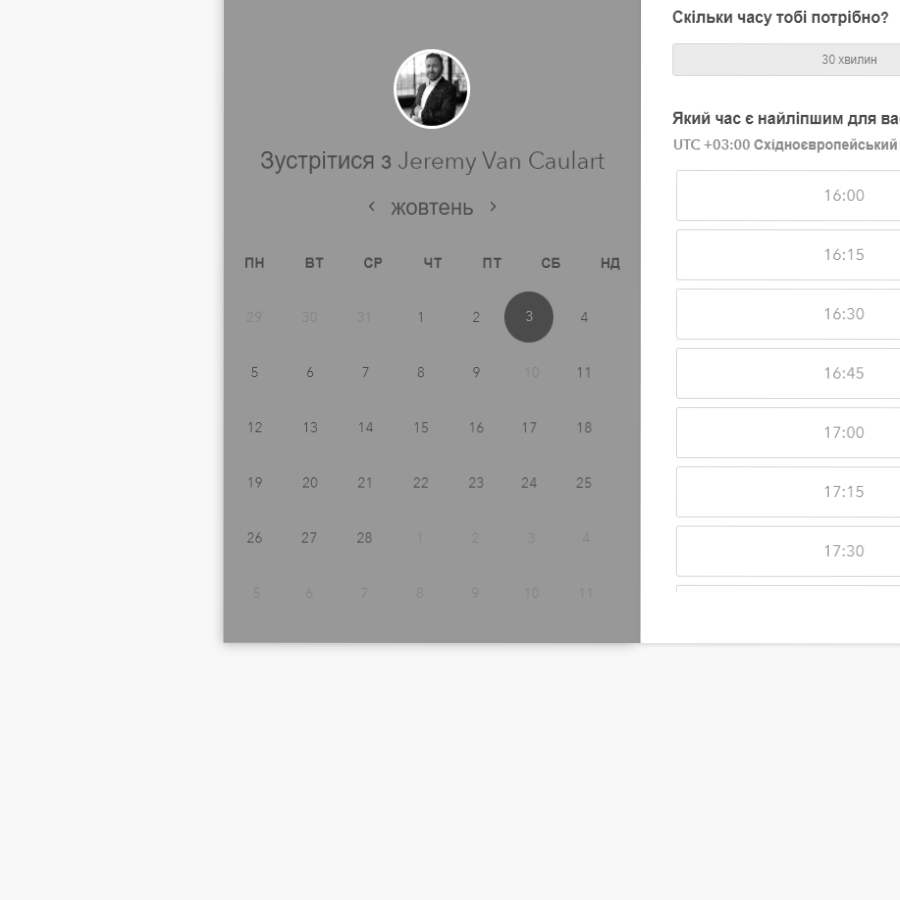 Зустрітися з Jeremy Van Caulart
‹ жовтень ›
ПН ВТ СР ЧТ ПТ СБ НД
29 30 31 1 2 3 4
5 6 7 8 9 10 11
12 13 14 15 16 17 18
19 20 21 22 23 24 25
26 27 28 1 2 3 4
5 6 7 8 9 10 11
Скільки часу тобі потрібно?
30 хвилин
Який час є найліпшим для ва
UTC +03:00 Східноєвропейський
16:00
16:15
16:30
16:45
17:00
17:15
17:30